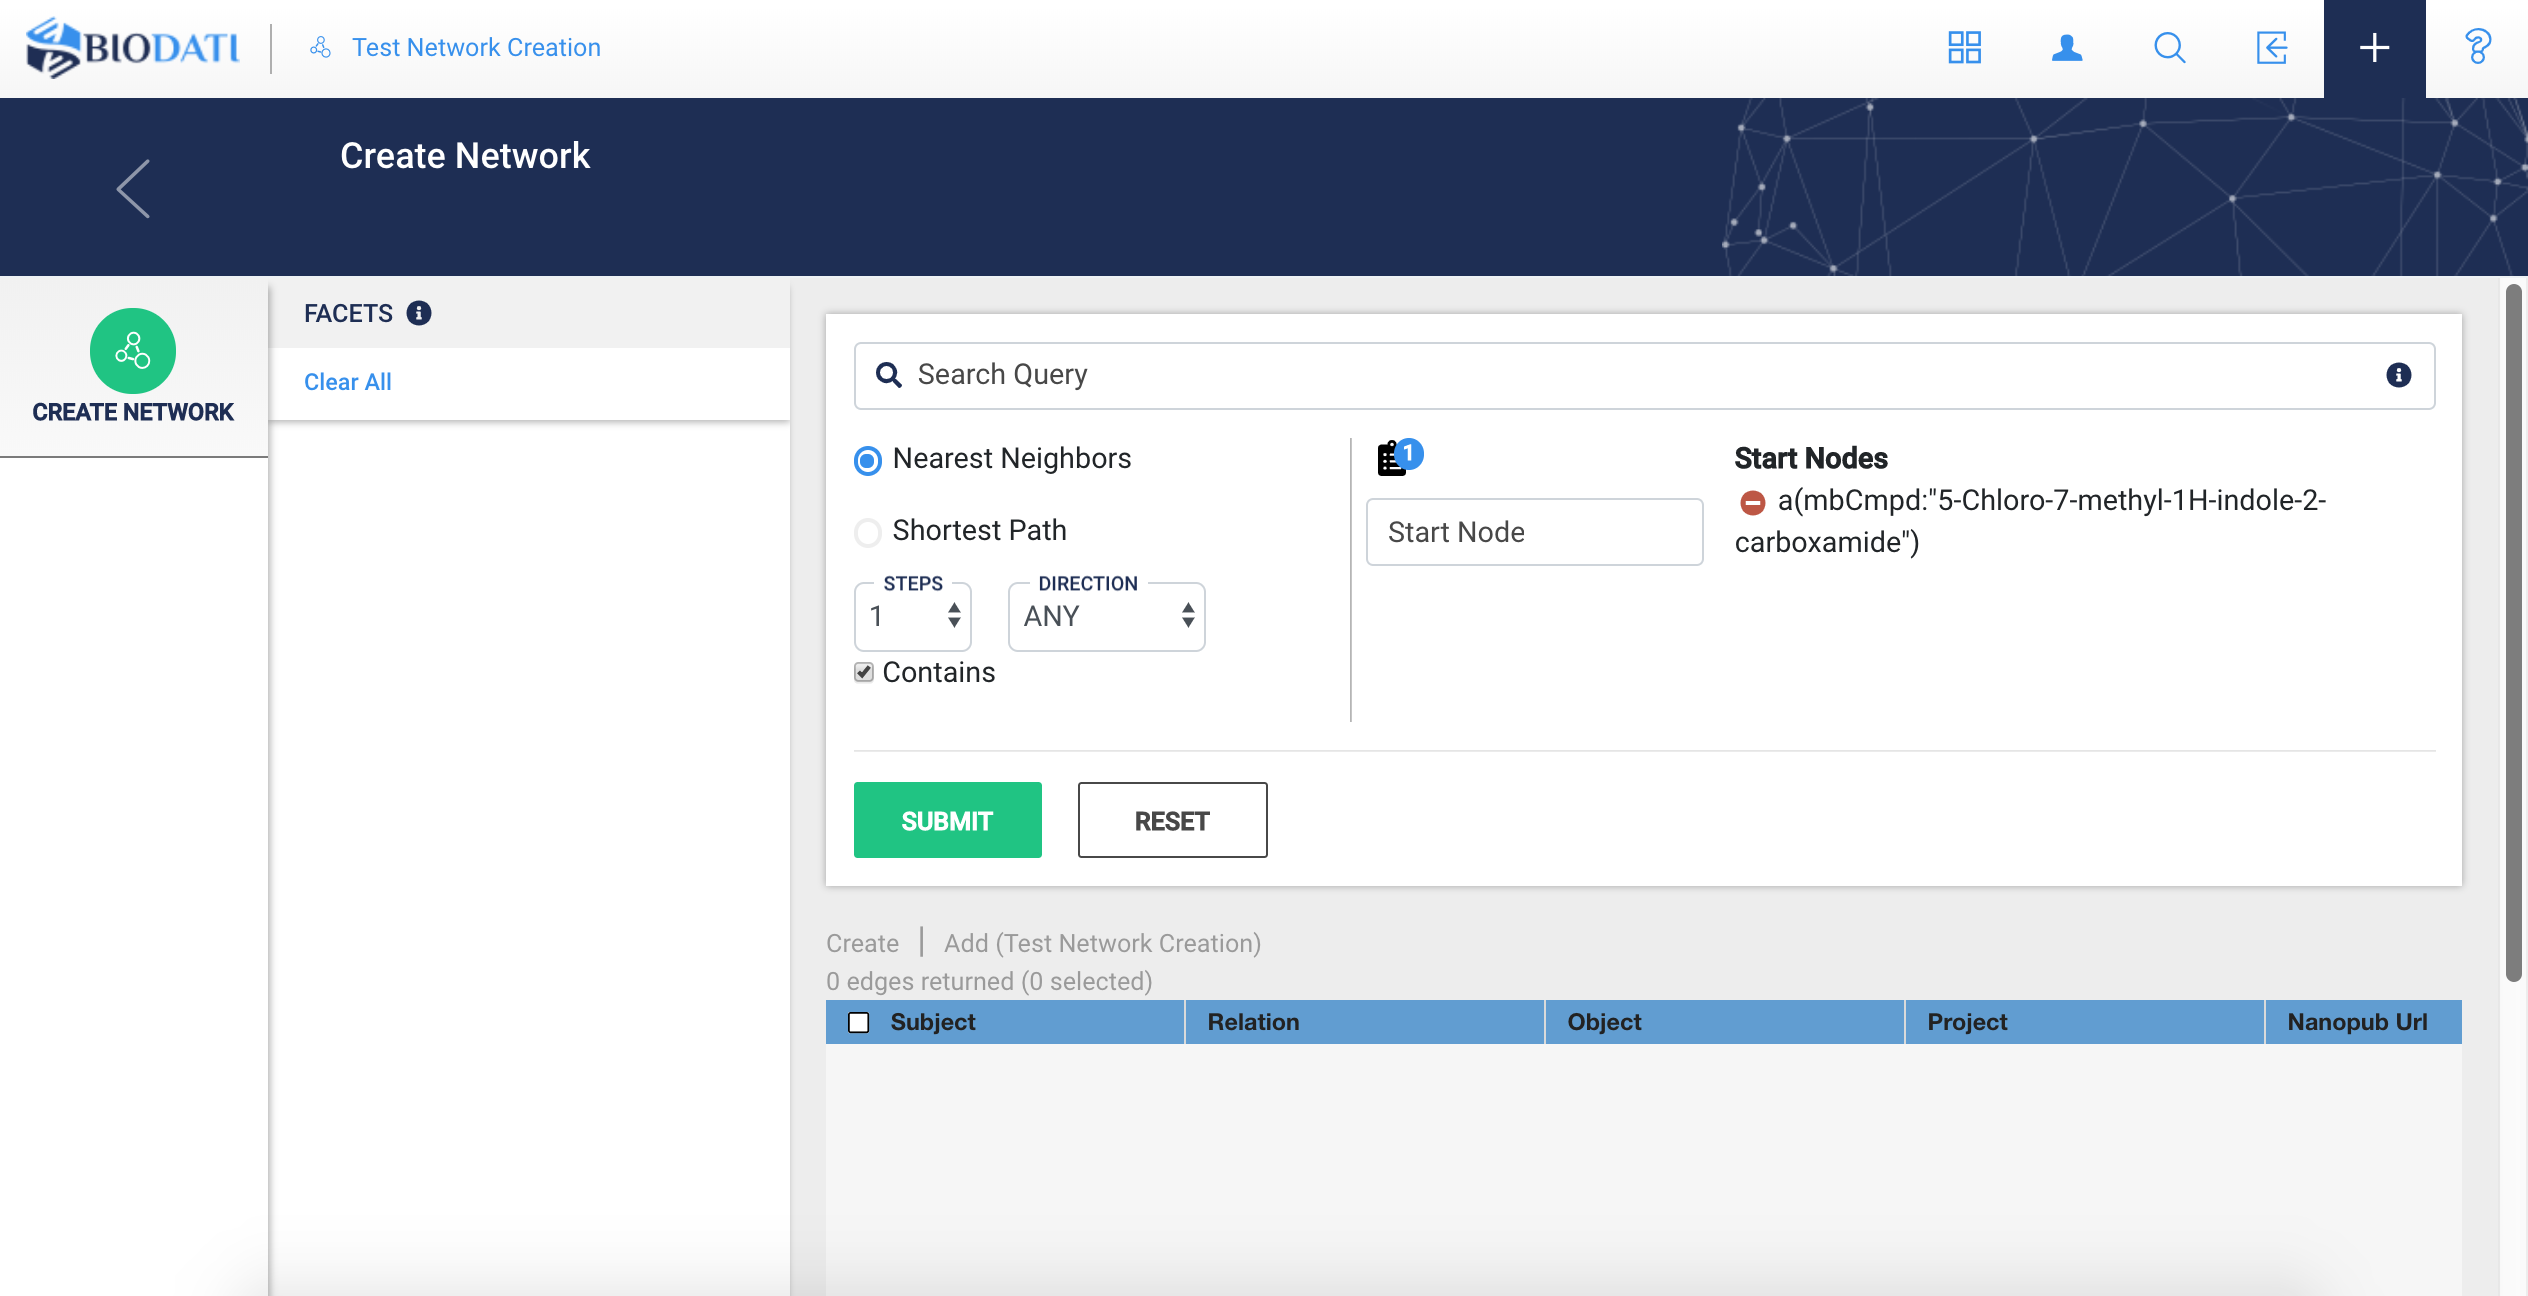 BIODATI
Test Network Creation
Create Network
CREATE NETWORK
FACETS
Clear All
Search Query
Nearest Neighbors
Shortest Path
STEPS
1
DIRECTION
ANY
Contains
1
Start Node
Start Nodes
a(mbCmpd:"5-Chloro-7-methyl-1H-indole-2-
carboxamide")
SUBMIT
RESET
Create | Add (Test Network Creation)
0 edges returned (0 selected)
Subject Relation Object Project Nanopub Url